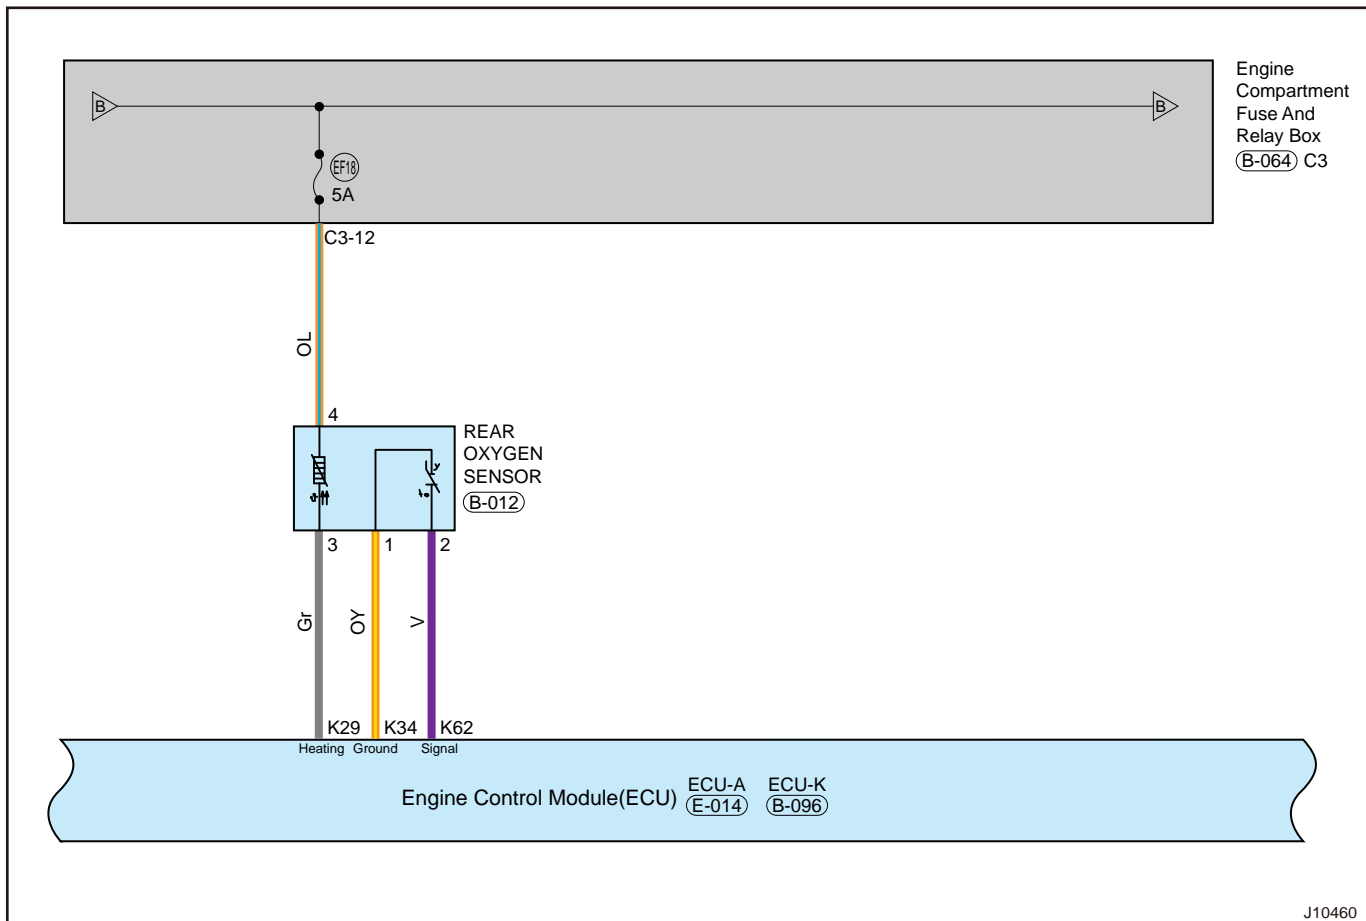 B
B
Engine
Compartment
Fuse And
Relay Box
B-064 C3
EF18
5A
C3-12
OL
4
REAR
OXYGEN
SENSOR
B-012
3 1 2
Gr OY V
K29 K34 K62
Heating Ground Signal
Engine Control Module(ECU) ECU-A ECU-K
E-014 B-096
J10460